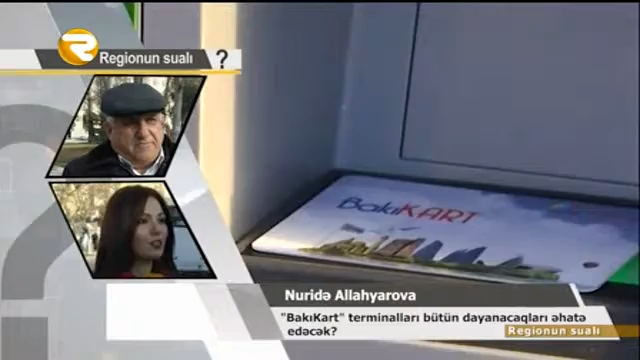 R
Regionun sualı ?
BakıKART
Nuridə Allahyarova
"BakıKart" terminalları bütün dayanacaqları əhatə
edəcək?
Regionun sualı